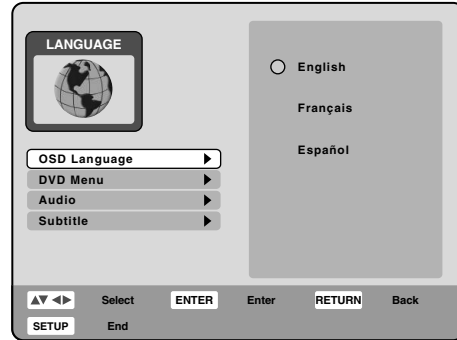 LANGUAGE
OSD Language
DVD Menu
Audio
Subtitle
English
Français
Español
Select ENTER Enter RETURN Back
SETUP End